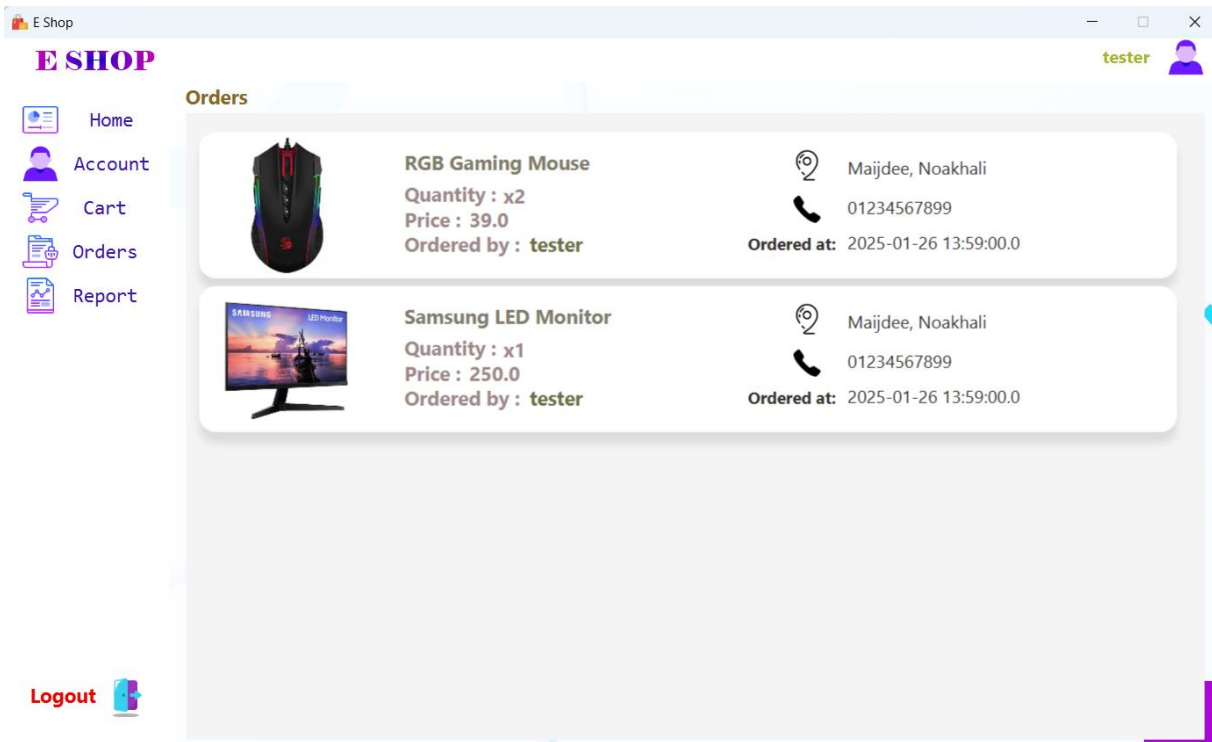 E Shop
E SHOP
tester
Orders
Home
Account
Cart
Orders
Report
RGB Gaming Mouse
Quantity : x2
Price : 39.0
Ordered by : tester
Maijdee, Noakhali
01234567899
Ordered at: 2025-01-26 13:59:00.0
SAMSUNG LED Monitor
Samsung LED Monitor
Quantity : x1
Price : 250.0
Ordered by : tester
Maijdee, Noakhali
01234567899
Ordered at: 2025-01-26 13:59:00.0
Logout